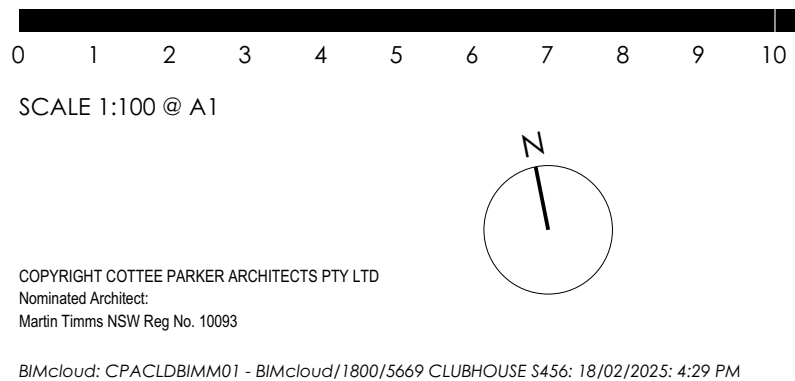 0 1 2 3 4 5 6 7 8 9 10
SCALE 1:100 @ A1
N
COPYRIGHT COTTEE PARKER ARCHITECTS PTY LTD
Nominated Architect:
Martin Timms NSW Reg No. 10093
BIMcloud: CPACLDBIMM01 - BIMcloud/1800/5669 CLUBHOUSE S456: 18/02/2025: 4:29 PM